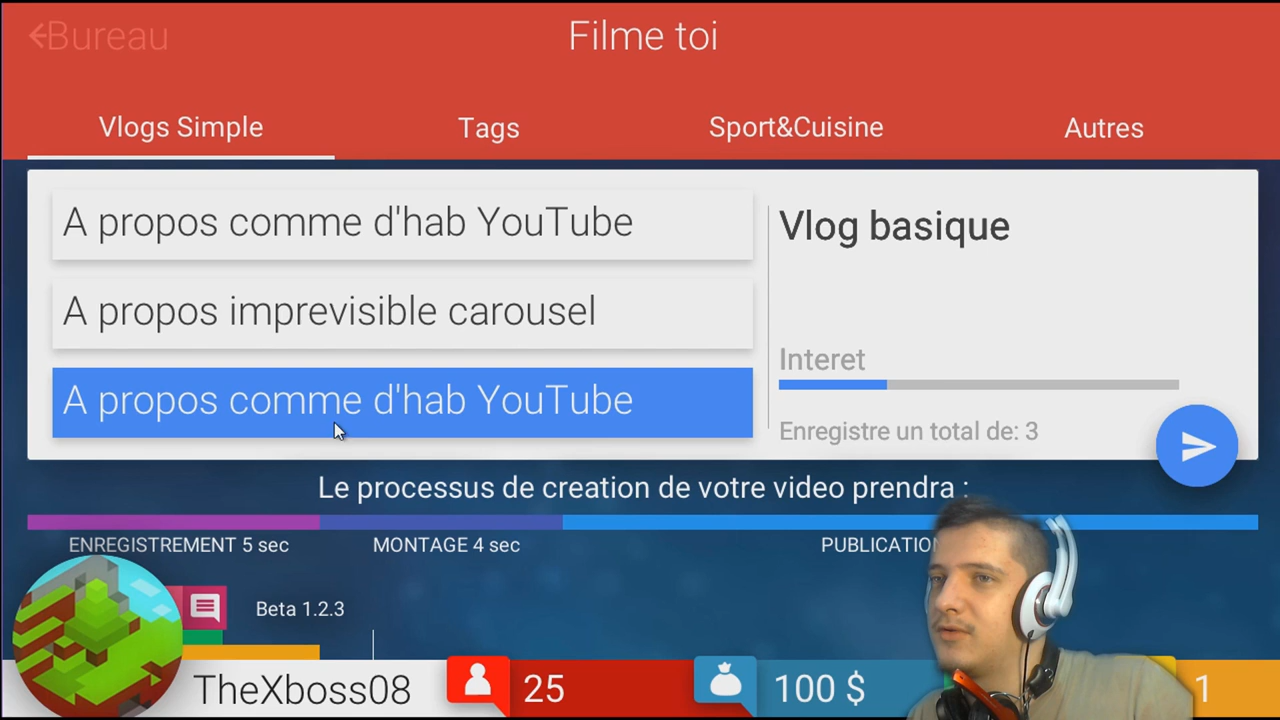 Bureau
Filme toi
Vlogs Simple
Tags
Sport&Cuisine
Autres
A propos comme d'hab YouTube
A propos imprevisible carousel
A propos comme d'hab YouTube
Vlog basique
Interet
Enregistre un total de: 3
Le processus de creation de votre video prendra :
ENREGISTREMENT 5 sec
MONTAGE 4 sec
Beta 1.2.3
TheXboss08
25
100 $
1